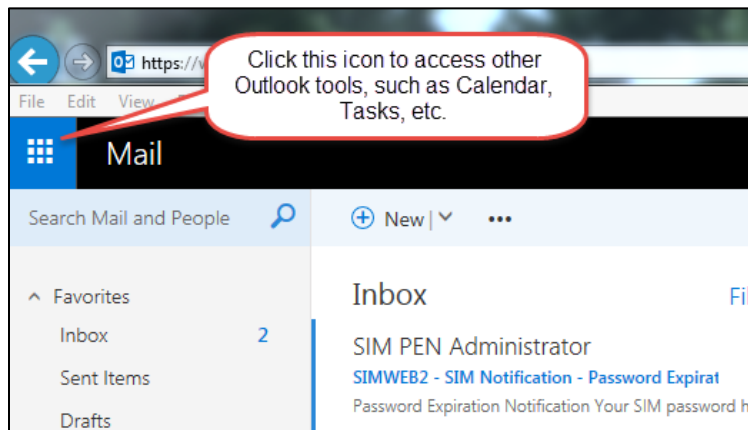 https://
Click this icon to access other
Outlook tools, such as Calendar,
Tasks, etc.
File Edit View
Mail
Search Mail and People
New
Favorites
Inbox 2
Sent Items
Drafts
Inbox
SIM PEN Administrator
SIMWEB2 - SIM Notification - Password Expirat
Password Expiration Notification Your SIM password h